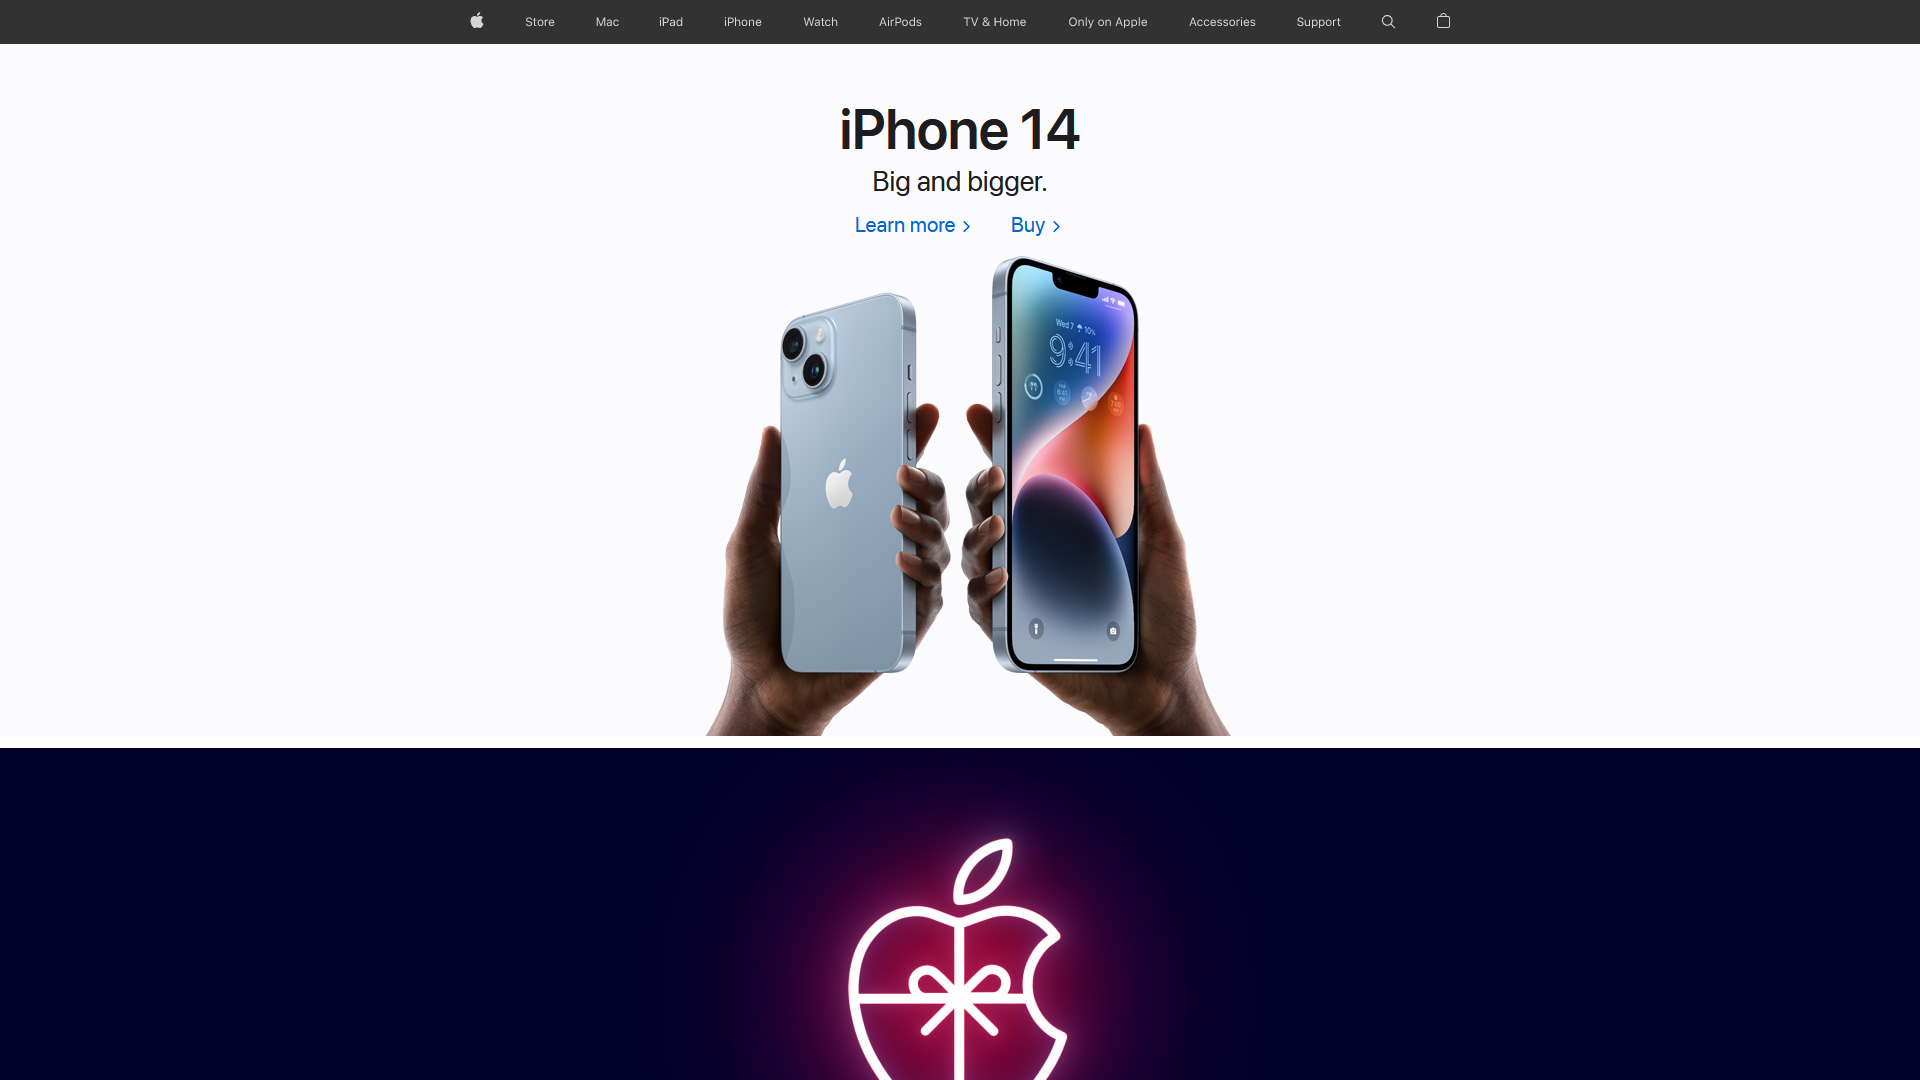 Store Mac iPad iPhone Watch AirPods TV & Home Only on Apple Accessories Support
iPhone 14
Big and bigger.
Learn more > Buy >
Wed 7 10%
9:41